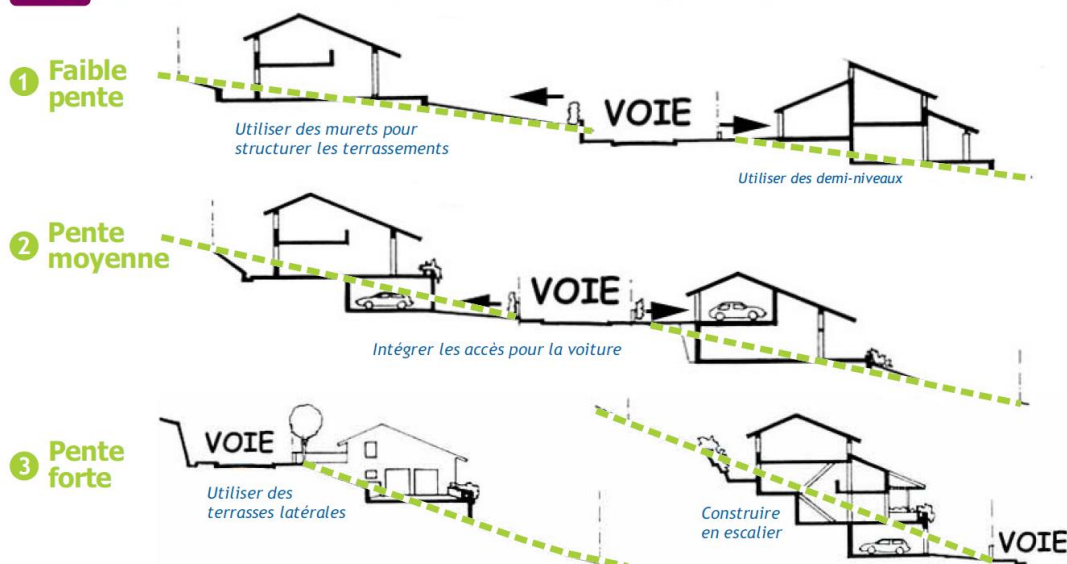 1 Faible
pente
VOIE
Utiliser des murets pour
structurer les terrassements
Utiliser des demi-niveaux
2 Pente
moyenne
VOIE
Intégrer les accès pour la voiture
3 Pente
forte
VOIE
Utiliser des
terrasses latérales
Construire
en escalier
VOIE